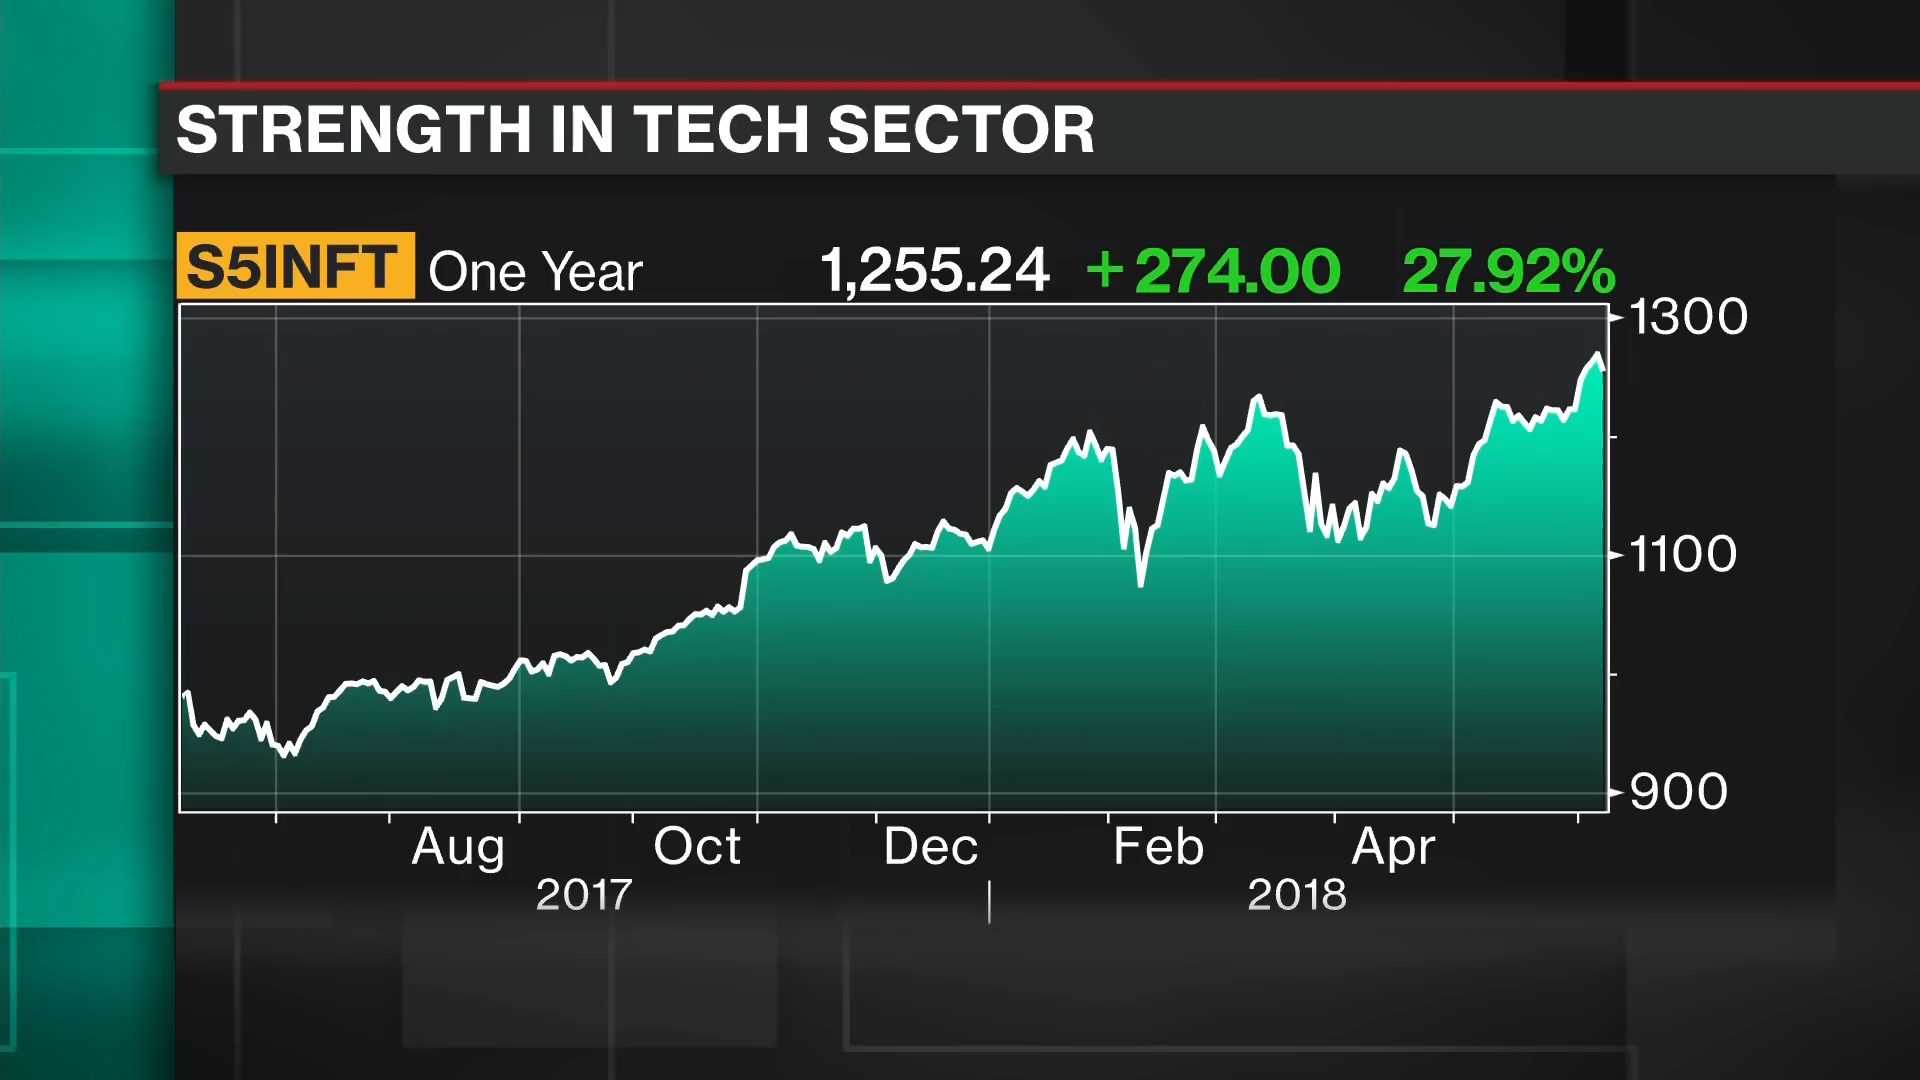 STRENGTH IN TECH SECTOR
S5INFT One Year 1,255.24 +274.00 27.92%
1300
1100
900
Aug Oct Dec Feb Apr
2017 2018